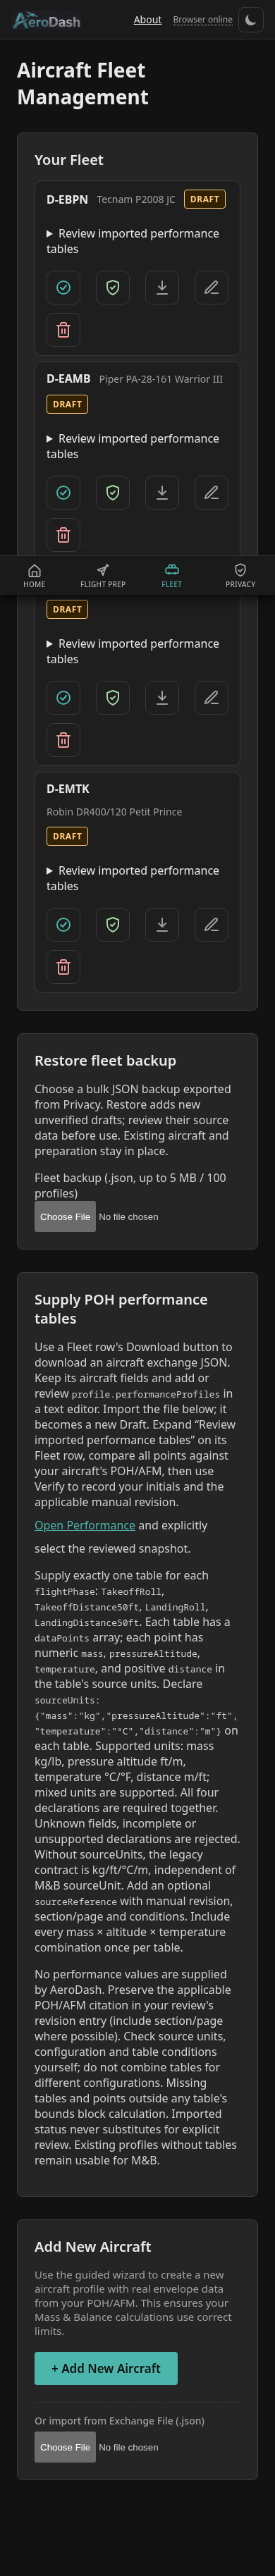 AeroDash
About
Browser online
Aircraft Fleet
Management
Your Fleet
D-EBPN Tecnam P2008 JC DRAFT
▶ Review imported performance
tables
D-EAMB Piper PA-28-161 Warrior III
DRAFT
▶ Review imported performance
tables
HOME
FLIGHT PREP
FLEET
PRIVACY
DRAFT
▶ Review imported performance
tables
D-EMTK
Robin DR400/120 Petit Prince
DRAFT
▶ Review imported performance
tables
Restore fleet backup
Choose a bulk JSON backup exported
from Privacy. Restore adds new
unverified drafts; review their source
data before use. Existing aircraft and
preparation stay in place.
Fleet backup (.json, up to 5 MB / 100
profiles)
Choose File No file chosen
Supply POH performance
tables
Use a Fleet row's Download button to
download an aircraft exchange JSON.
Keep its aircraft fields and add or
review profile.performanceProfiles in
a text editor. Import the file below; it
becomes a new Draft. Expand “Review
imported performance tables” on its
Fleet row, compare all points against
your aircraft's POH/AFM, then use
Verify to record your initials and the
applicable manual revision.
Open Performance and explicitly
select the reviewed snapshot.
Supply exactly one table for each
flightPhase: TakeoffRoll,
TakeoffDistance50ft, LandingRoll,
LandingDistance50ft. Each table has a
dataPoints array; each point has
numeric mass, pressureAltitude,
temperature, and positive distance in
the table's source units. Declare
sourceUnits:
{"mass":"kg","pressureAltitude":"ft",
"temperature":"°C","distance":"m"} on
each table. Supported units: mass
kg/lb, pressure altitude ft/m,
temperature °C/°F, distance m/ft;
mixed units are supported. All four
declarations are required together.
Unknown fields, incomplete or
unsupported declarations are rejected.
Without sourceUnits, the legacy
contract is kg/ft/°C/m, independent of
M&B sourceUnit. Add an optional
sourceReference with manual revision,
section/page and conditions. Include
every mass × altitude × temperature
combination once per table.
No performance values are supplied
by AeroDash. Preserve the applicable
POH/AFM citation in your review's
revision entry (include section/page
where possible). Check source units,
configuration and table conditions
yourself; do not combine tables for
different configurations. Missing
tables and points outside any table's
bounds block calculation. Imported
status never substitutes for explicit
review. Existing profiles without tables
remain usable for M&B.
Add New Aircraft
Use the guided wizard to create a new
aircraft profile with real envelope data
from your POH/AFM. This ensures your
Mass & Balance calculations use correct
limits.
+ Add New Aircraft
Or import from Exchange File (.json)
Choose File No file chosen